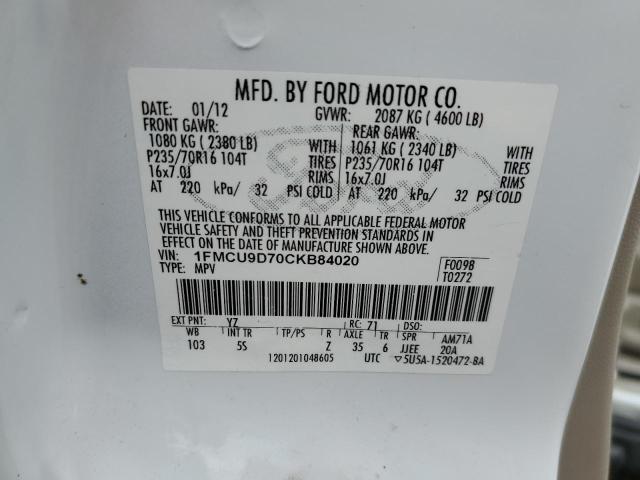 MFD. BY FORD MOTOR CO.
DATE: 01/12 GVWR: 2087 KG ( 4600 LB)
FRONT GAWR: REAR GAWR:
1080 KG ( 2380 LB) WITH 1061 KG ( 2340 LB) WITH
P235/70R16 104T TIRES P235/70R16 104T TIRES
16x7.0J RIMS 16x7.0J RIMS
AT 220 kPa/ 32 PSI COLD AT 220 kPa/ 32 PSI COLD
THIS VEHICLE CONFORMS TO ALL APPLICABLE FEDERAL MOTOR
VEHICLE SAFETY AND THEFT PREVENTION STANDARDS IN
EFFECT ON THE DATE OF MANUFACTURE SHOWN ABOVE.
VIN: 1FMCU9D70CKB84020 F0098
TYPE: MPV T0272
EXT PNT: YZ RC: 71 DSO:
WB INT TR TP/PS R AXLE TR SPR AM71A
103 5S Z 35 6 JJEE 20A
1201201048605 UTC ▽5U5A-1520472-BA
Ford